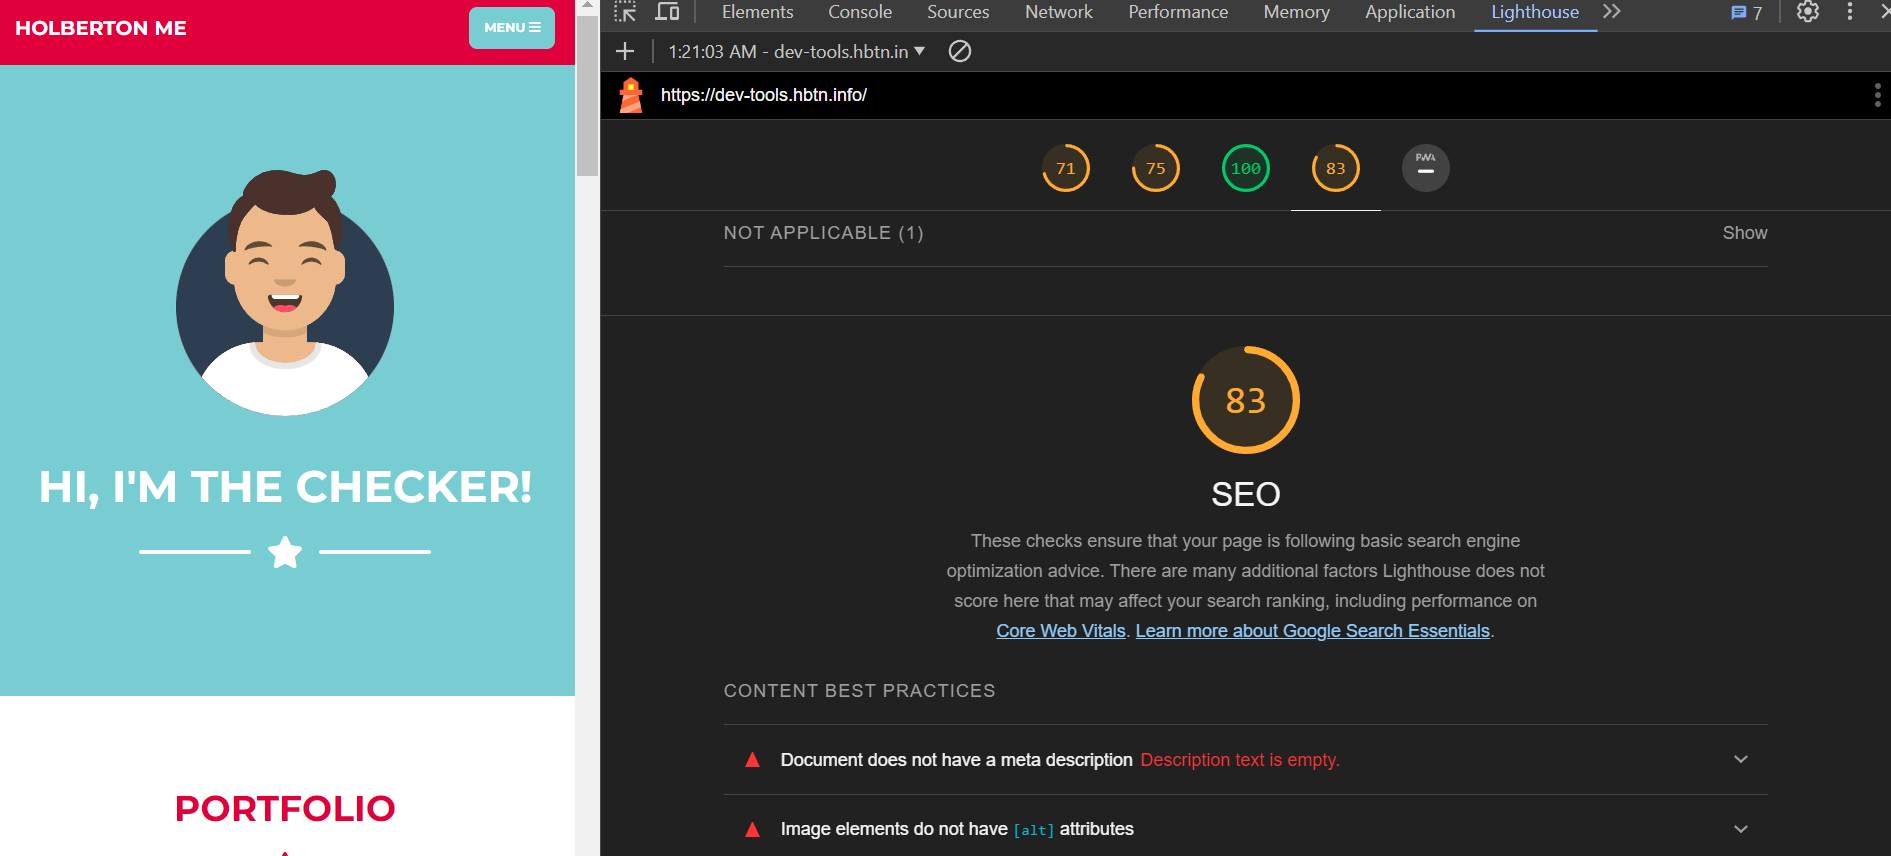 HOLBERTON ME
MENU
HI, I'M THE CHECKER!
PORTFOLIO
Elements Console Sources Network Performance Memory Application Lighthouse 7
1:21:03 AM - dev-tools.hbtn.in
https://dev-tools.hbtn.info/
71 75 100 83 PWA
NOT APPLICABLE (1) Show
83
SEO
These checks ensure that your page is following basic search engine
optimization advice. There are many additional factors Lighthouse does not
score here that may affect your search ranking, including performance on
Core Web Vitals. Learn more about Google Search Essentials.
CONTENT BEST PRACTICES
Document does not have a meta description Description text is empty.
Image elements do not have [alt] attributes